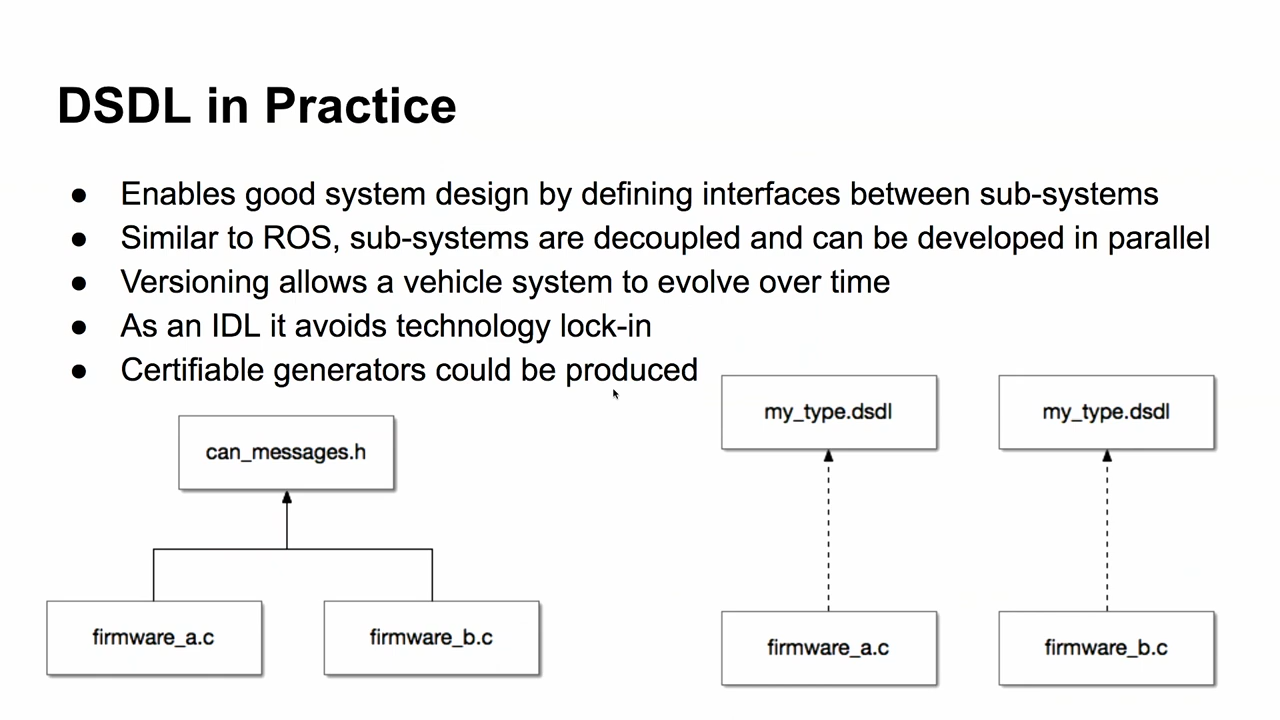 DSDL in Practice
● Enables good system design by defining interfaces between sub-systems
● Similar to ROS, sub-systems are decoupled and can be developed in parallel
● Versioning allows a vehicle system to evolve over time
● As an IDL it avoids technology lock-in
● Certifiable generators could be produced
can_messages.h
firmware_a.c
firmware_b.c
my_type.dsdl
my_type.dsdl
firmware_a.c
firmware_b.c